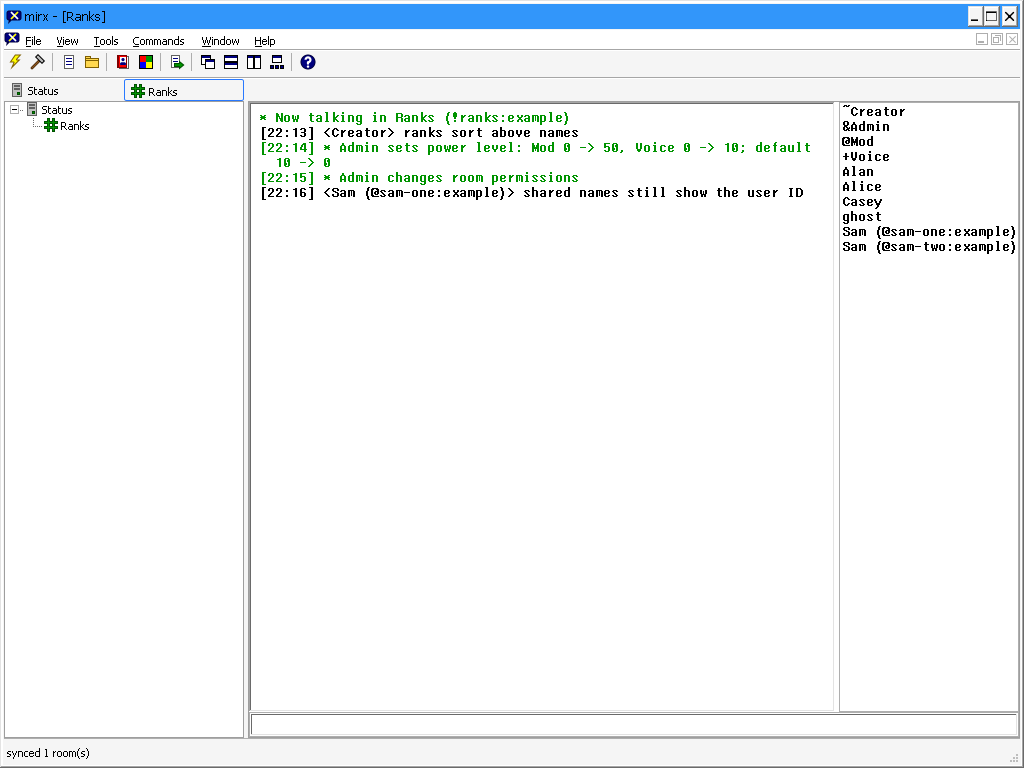 mirx - [Ranks]
File View Tools Commands Window Help
Status
Ranks
Status
Ranks
* Now talking in Ranks (!ranks:example)
[22:13] <Creator> ranks sort above names
[22:14] * Admin sets power level: Mod 0 -> 50, Voice 0 -> 10; default
10 -> 0
[22:15] * Admin changes room permissions
[22:16] <Sam (@sam-one:example)> shared names still show the user ID
~Creator
&Admin
@Mod
+Voice
Alan
Alice
Casey
ghost
Sam (@sam-one:example)
Sam (@sam-two:example)
synced 1 room(s)